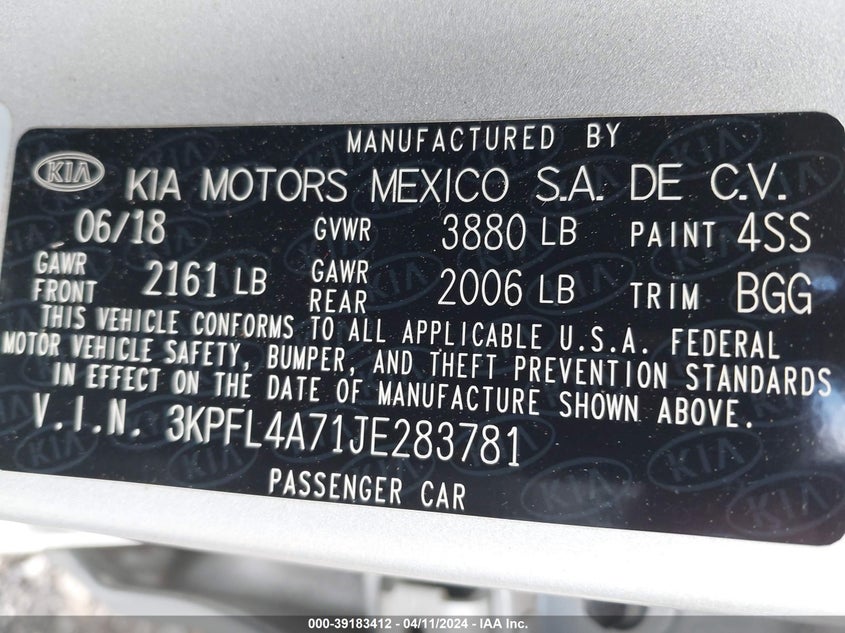 MANUFACTURED BY
KIA KIA MOTORS MEXICO S.A. DE C.V.
06/18 GVWR 3880 LB PAINT 4SS
GAWR FRONT 2161 LB GAWR REAR 2006 LB TRIM BGG
THIS VEHICLE CONFORMS TO ALL APPLICABLE U.S.A. FEDERAL
MOTOR VEHICLE SAFETY, BUMPER, AND THEFT PREVENTION STANDARDS
IN EFFECT ON THE DATE OF MANUFACTURE SHOWN ABOVE.
V.I.N. 3KPFL4A71JE283781
PASSENGER CAR
000-39183412 - 04/11/2024 - IAA Inc.